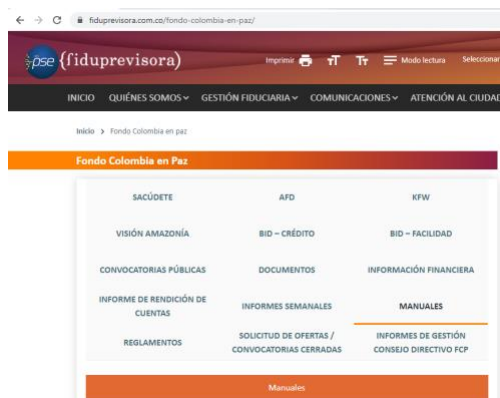 fiduprevisora.com.co/fondo-colombia-en-paz/
pse {fiduprevisora) Imprimir Modo lectura Seleccionar
INICIO QUIÉNES SOMOS GESTIÓN FIDUCIARIA COMUNICACIONES ATENCIÓN AL CIUDAD
Inicio > Fondo Colombia en paz
Fondo Colombia en Paz
SACÚDETE AFD KFW
VISIÓN AMAZONÍA BID – CRÉDITO BID – FACILIDAD
CONVOCATORIAS PÚBLICAS DOCUMENTOS INFORMACIÓN FINANCIERA
INFORME DE RENDICIÓN DE CUENTAS INFORMES SEMANALES MANUALES
REGLAMENTOS SOLICITUD DE OFERTAS / CONVOCATORIAS CERRADAS INFORMES DE GESTIÓN CONSEJO DIRECTIVO FCP
Manuales